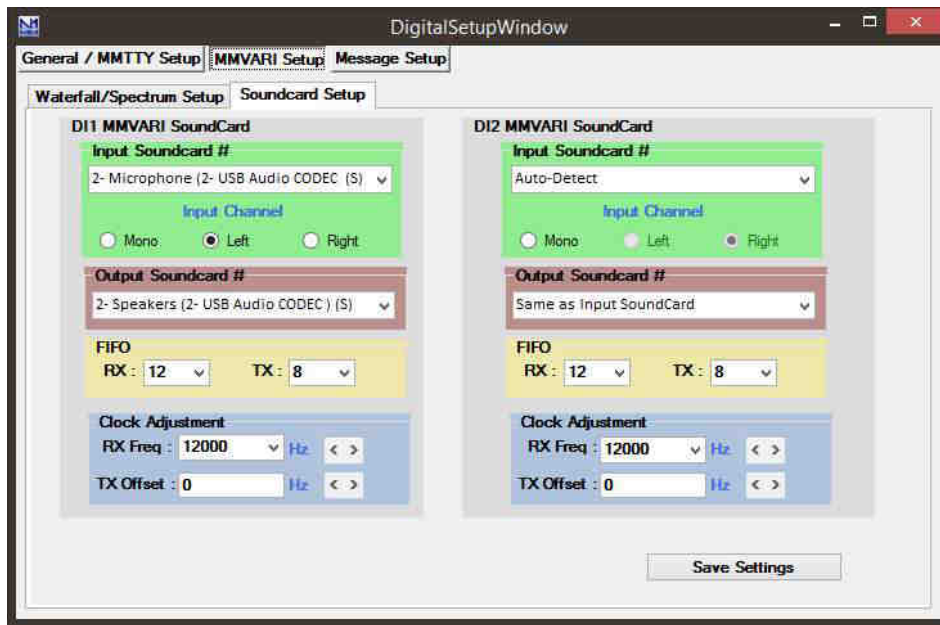 DigitalSetupWindow
General / MMTTY Setup MMVARI Setup Message Setup
Waterfall/Spectrum Setup Soundcard Setup
DI1 MMVARI SoundCard
Input Soundcard #
2- Microphone (2- USB Audio CODEC (S)
Input Channel
Mono Left Right
Output Soundcard #
2- Speakers (2- USB Audio CODEC ) (S)
FIFO
RX : 12 TX : 8
Clock Adjustment
RX Freq : 12000 Hz < >
TX Offset : 0 Hz < >
DI2 MMVARI SoundCard
Input Soundcard #
Auto-Detect
Input Channel
Mono Left Right
Output Soundcard #
Same as Input SoundCard
FIFO
RX : 12 TX : 8
Clock Adjustment
RX Freq : 12000 Hz < >
TX Offset : 0 Hz < >
Save Settings